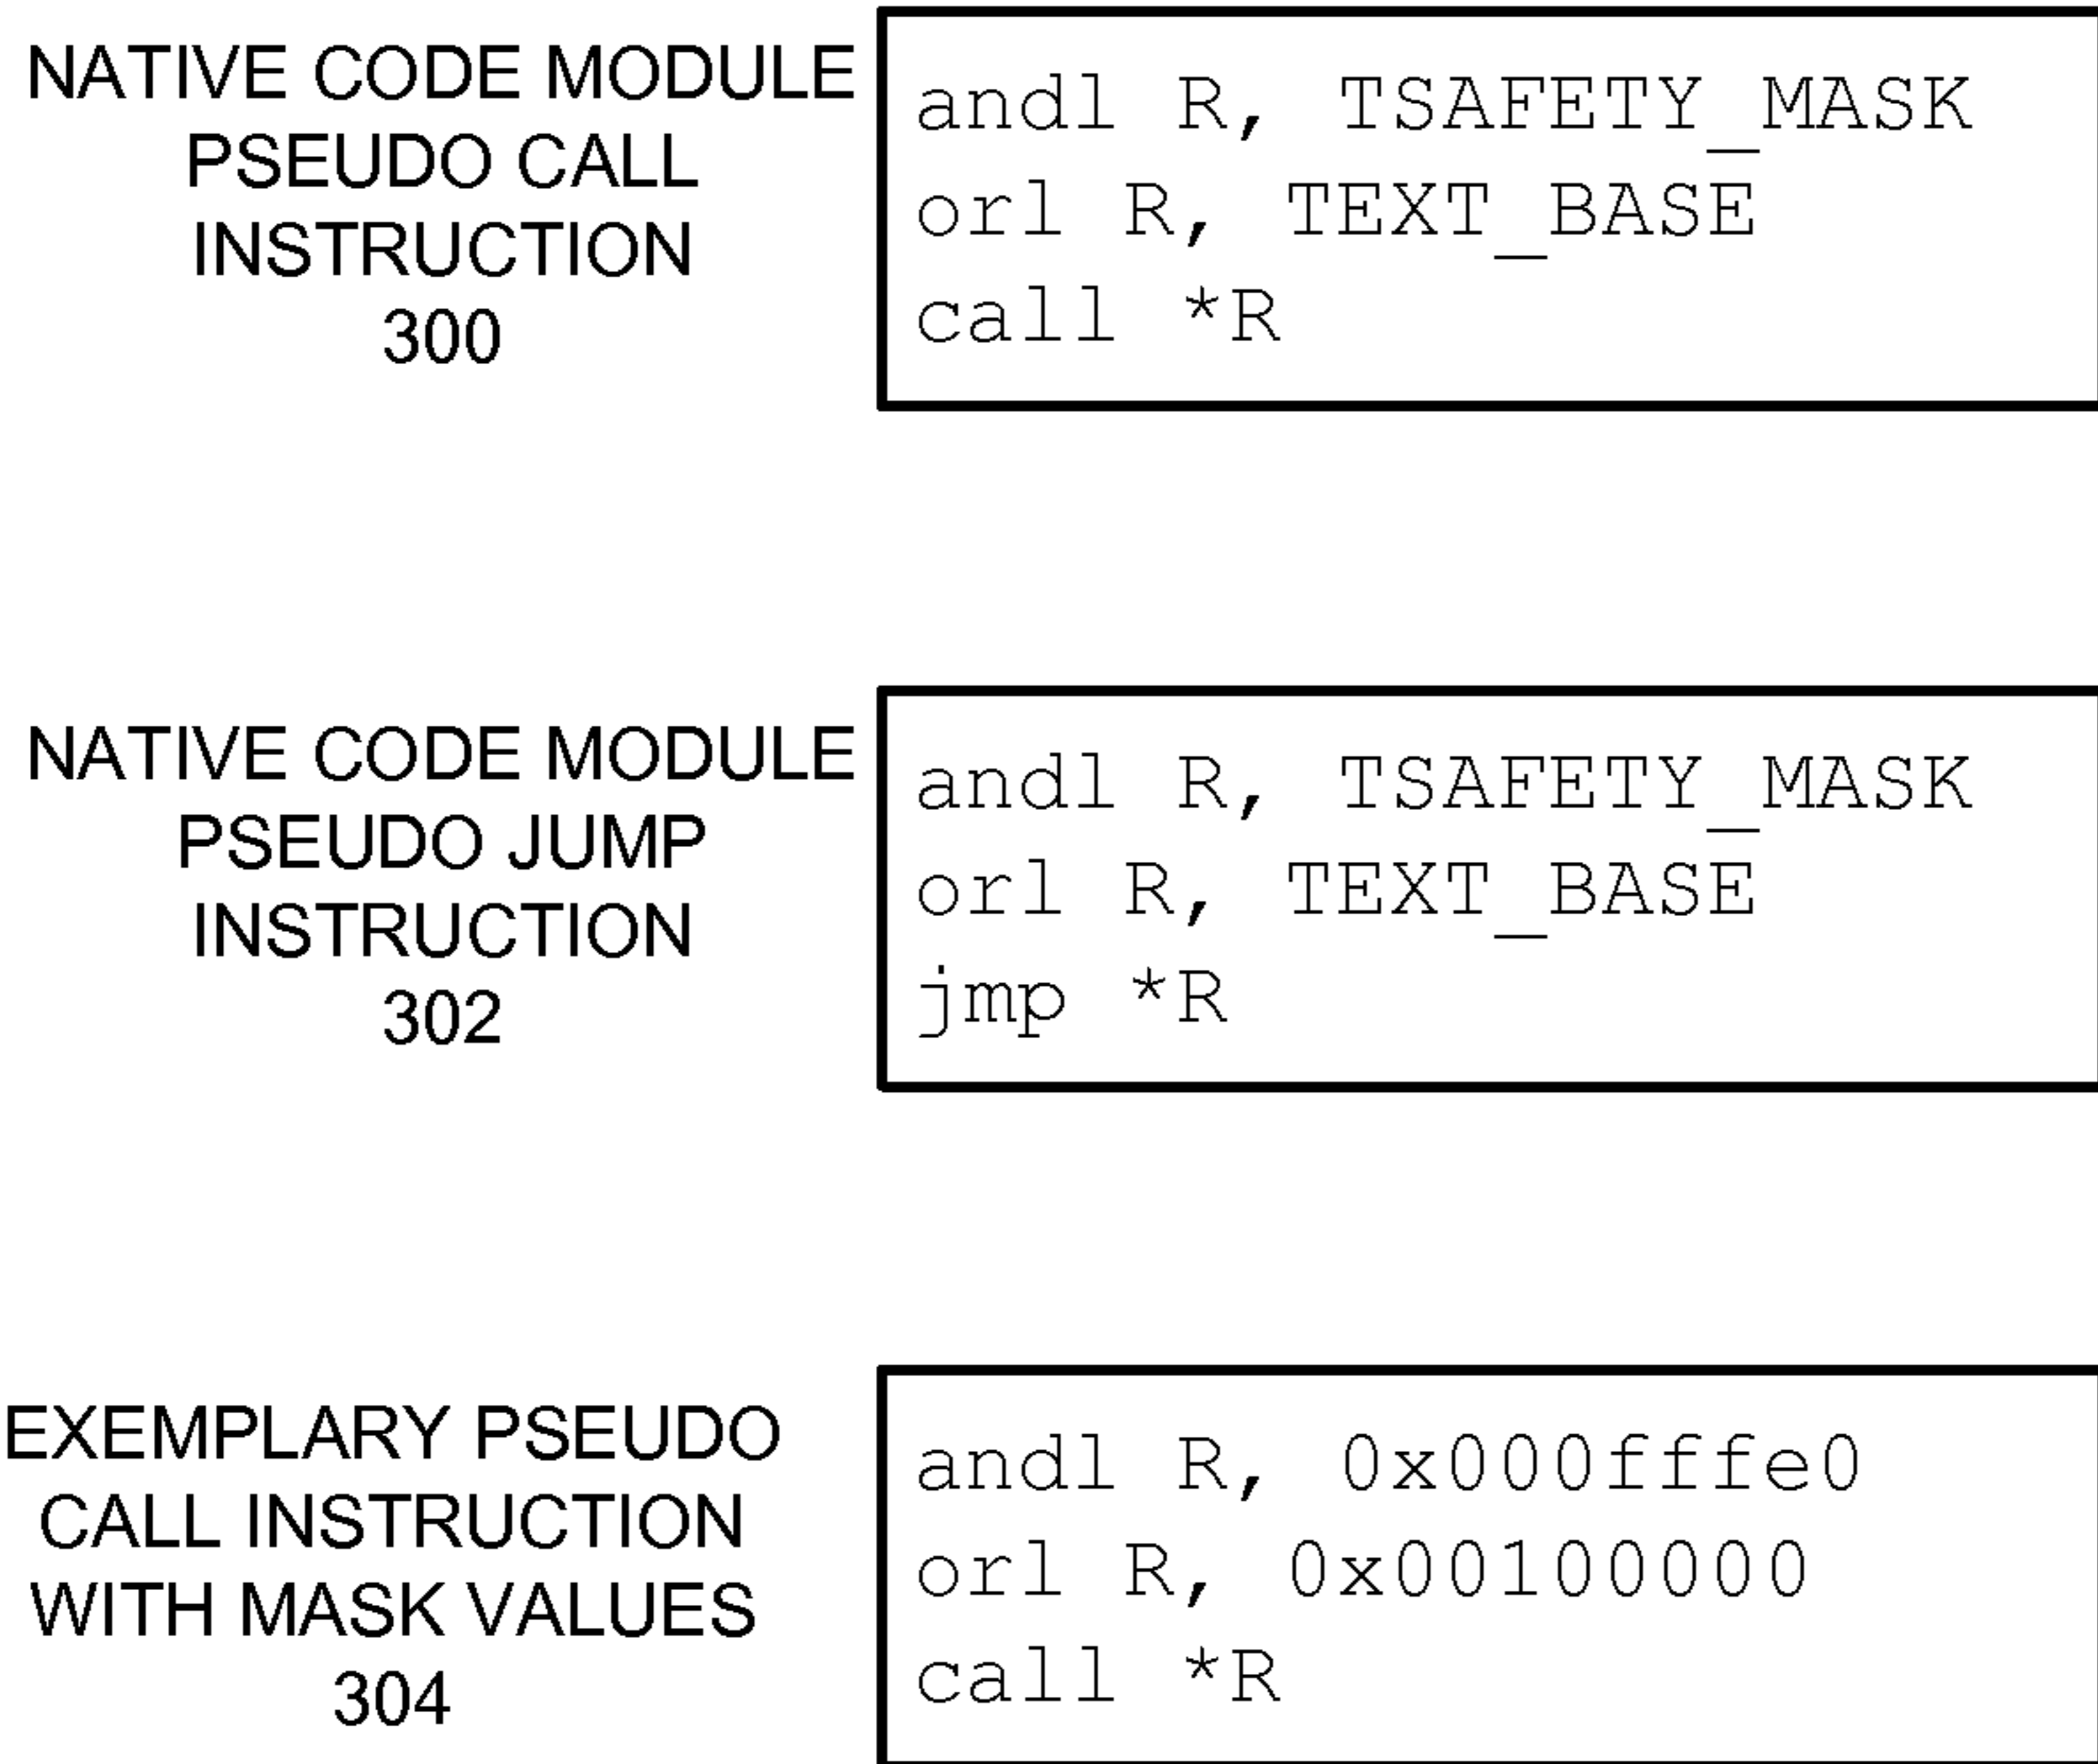 NATIVE CODE MODULE
PSEUDO CALL
INSTRUCTION
300
andl R, TSAFETY_MASK
orl R, TEXT_BASE
call *R
NATIVE CODE MODULE
PSEUDO JUMP
INSTRUCTION
302
andl R, TSAFETY_MASK
orl R, TEXT_BASE
jmp *R
EXEMPLARY PSEUDO
CALL INSTRUCTION
WITH MASK VALUES
304
andl R, 0x000fffe0
orl R, 0x00100000
call *R